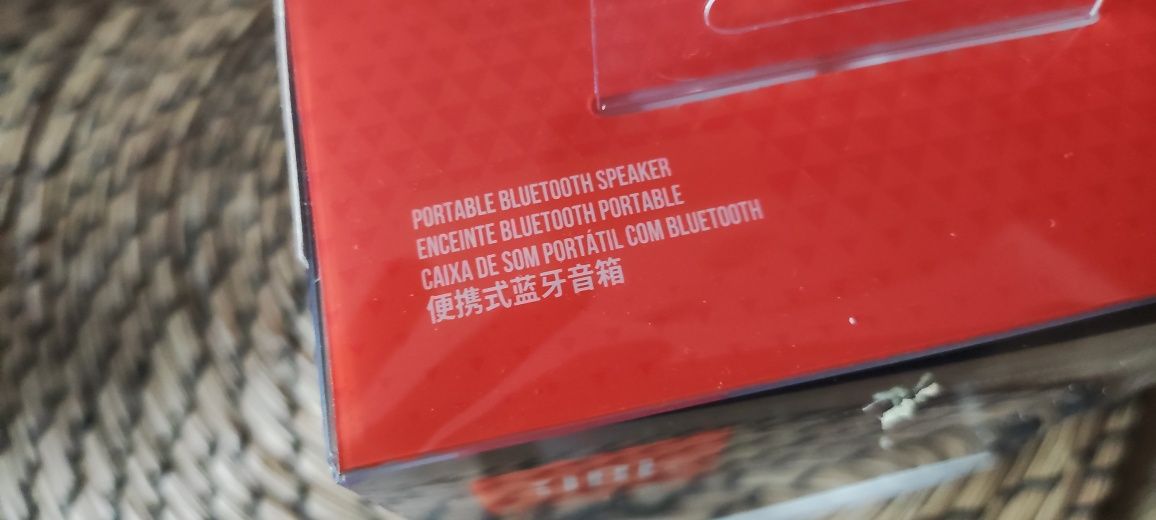 PORTABLE BLUETOOTH SPEAKER
ENCEINTE BLUETOOTH PORTABLE
CAIXA DE SOM PORTÁTIL COM BLUETOOTH
便携式蓝牙音箱